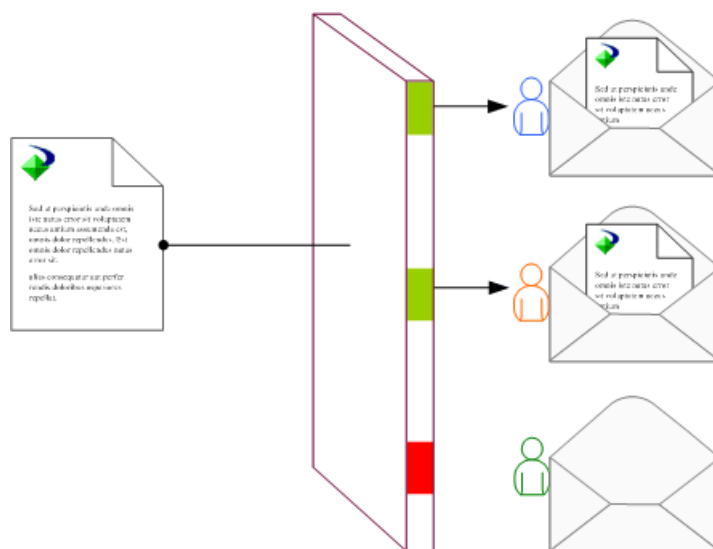 Sed ut perspiciatis unde omnis
iste natus error sit voluptatem
accus antium assumenda est,
omnis dolor repellendus. Est
omnis dolor repellendus natus
error sit.
alias consequatur aut perfer
rendis doloribus asperiores
repellat.
Sed ut perspiciatis unde
omnis iste natus error
sit voluptatem accus
antium
Sed ut perspiciatis unde
omnis iste natus error
sit voluptatem accus
antium